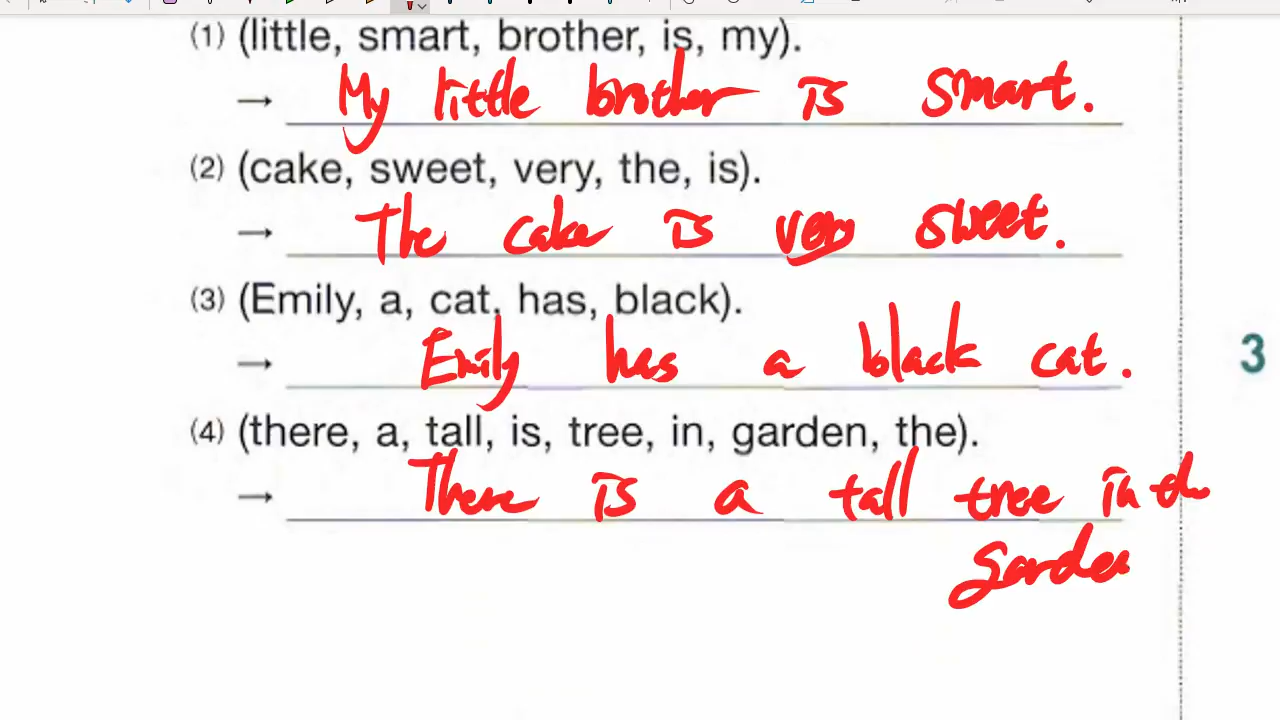 (1) (little, smart, brother, is, my).
→ My little brother is smart.
(2) (cake, sweet, very, the, is).
→ The cake is very sweet.
(3) (Emily, a, cat, has, black).
→ Emily has a black cat.
3
(4) (there, a, tall, is, tree, in, garden, the).
→ There is a tall tree in the
garden